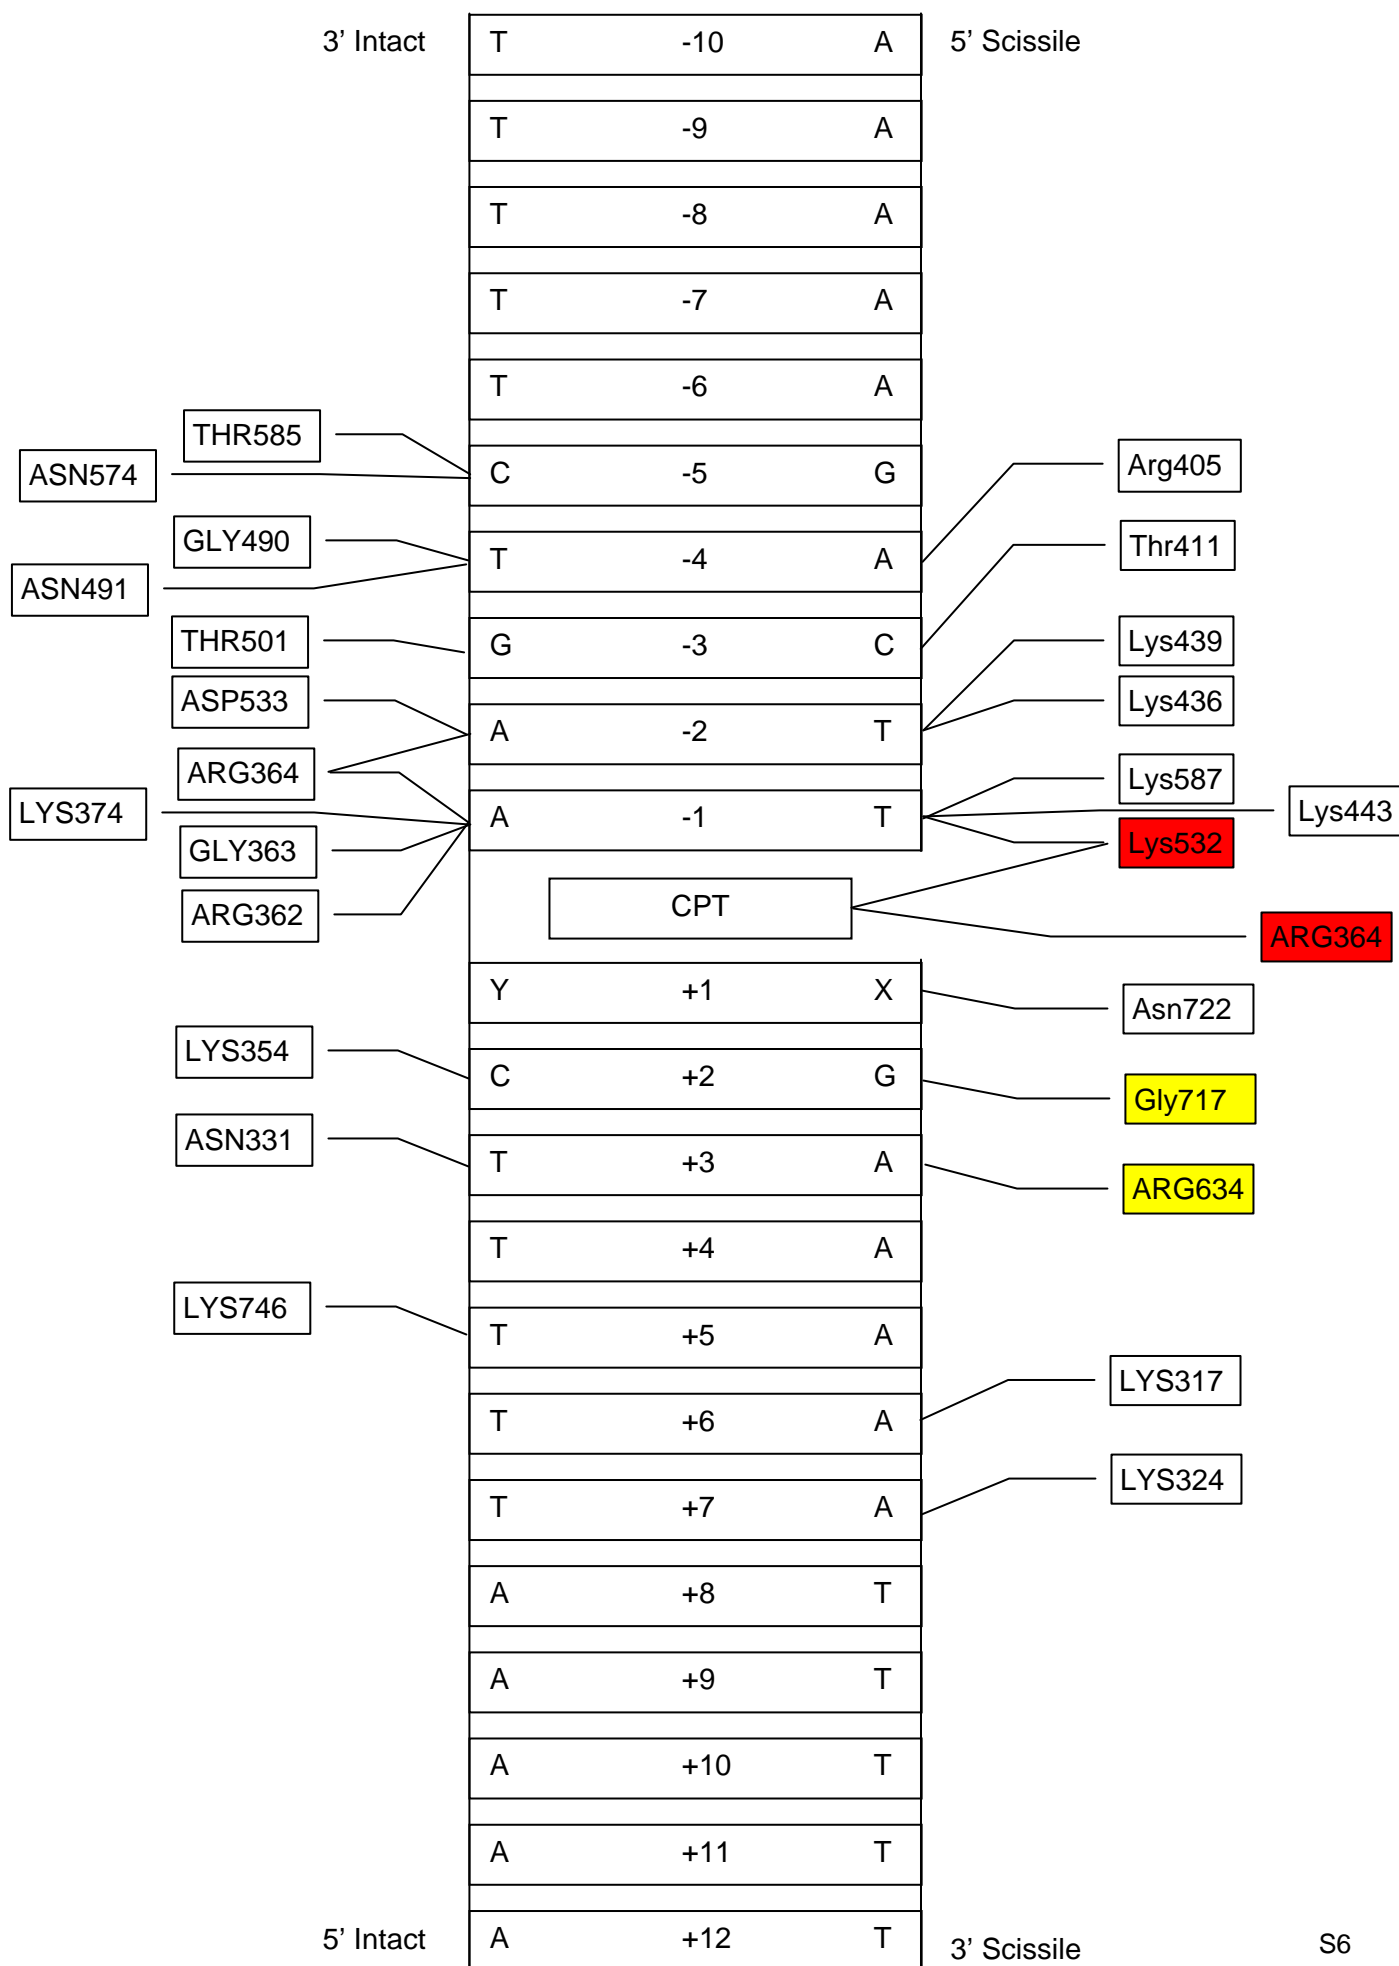 3’ Intact T -10 A 5’ Scissile
T -9 A
T -8 A
T -7 A
T -6 A
THR585
ASN574 C -5 G Arg405
GLY490
ASN491 T -4 A Thr411
THR501 G -3 C Lys439
ASP533 A -2 T Lys436
ARG364 Lys587
LYS374 A -1 T Lys443
GLY363 Lys532
ARG362 CPT ARG364
Y +1 X Asn722
LYS354 C +2 G Gly717
ASN331 T +3 A ARG634
T +4 A
LYS746 T +5 A
LYS317
T +6 A
LYS324
T +7 A
A +8 T
A +9 T
A +10 T
A +11 T
5’ Intact A +12 T 3’ Scissile S6